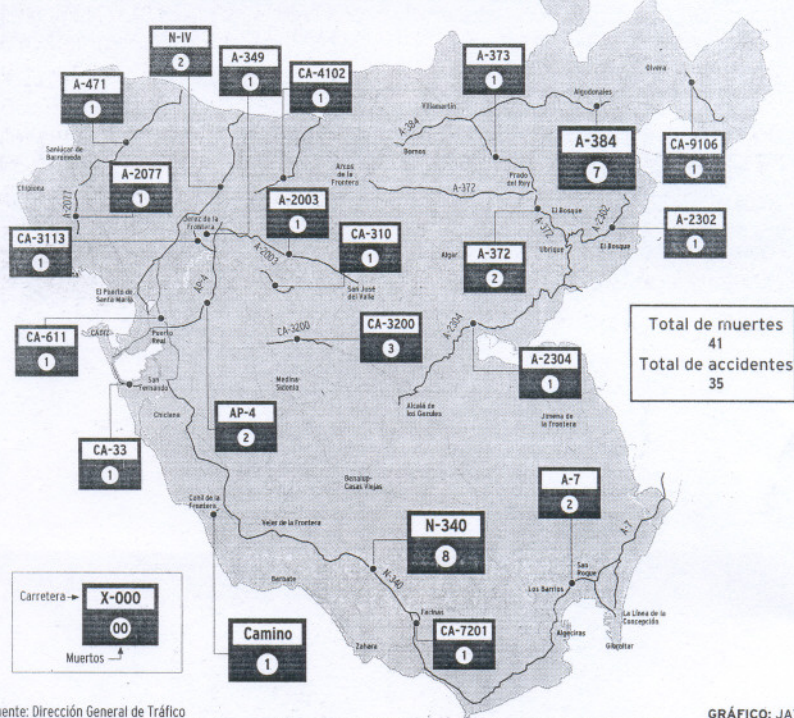 N-IV
2
A-349
1
CA-4102
1
A-373
1
Olvera
A-471
1
Villamartín
Algodonales
A-384
Bornos
A-384
7
CA-9106
1
Sanlúcar de
Barrameda
Arcos
de la
Frontera
Prado
del Rey
Chipiona
A-2077
1
A-2077
A-372
A-2003
1
El Bosque
A-372
A-2302
A-2302
1
Jerez de la
Frontera
CA-3113
1
CA-310
1
A-2003
Algar
A-372
2
Ubrique
El Bosque
El Puerto de
Santa María
AP-4
San José
del Valle
CA-611
1
CÁDIZ
Puerto
Real
CA-3200
CA-3200
3
A-2304
Total de muertes
41
Total de accidentes
35
A-2304
1
San
Fernando
Medina-
Sidonia
Chiclana
AP-4
2
Alcalá de
los Gazules
Jimena de
la Frontera
CA-33
1
Benalup-
Casas Viejas
A-7
2
Conil de la
Frontera
Vejer de la Frontera
N-340
8
A-7
San
Roque
Carretera
X-000
00
Muertos
Barbate
N-340
Los Barrios
La Línea de la
Concepción
Camino
1
Facinas
CA-7201
1
Zahara
Algeciras
Gibraltar
uente: Dirección General de Tráfico
GRÁFICO: JA